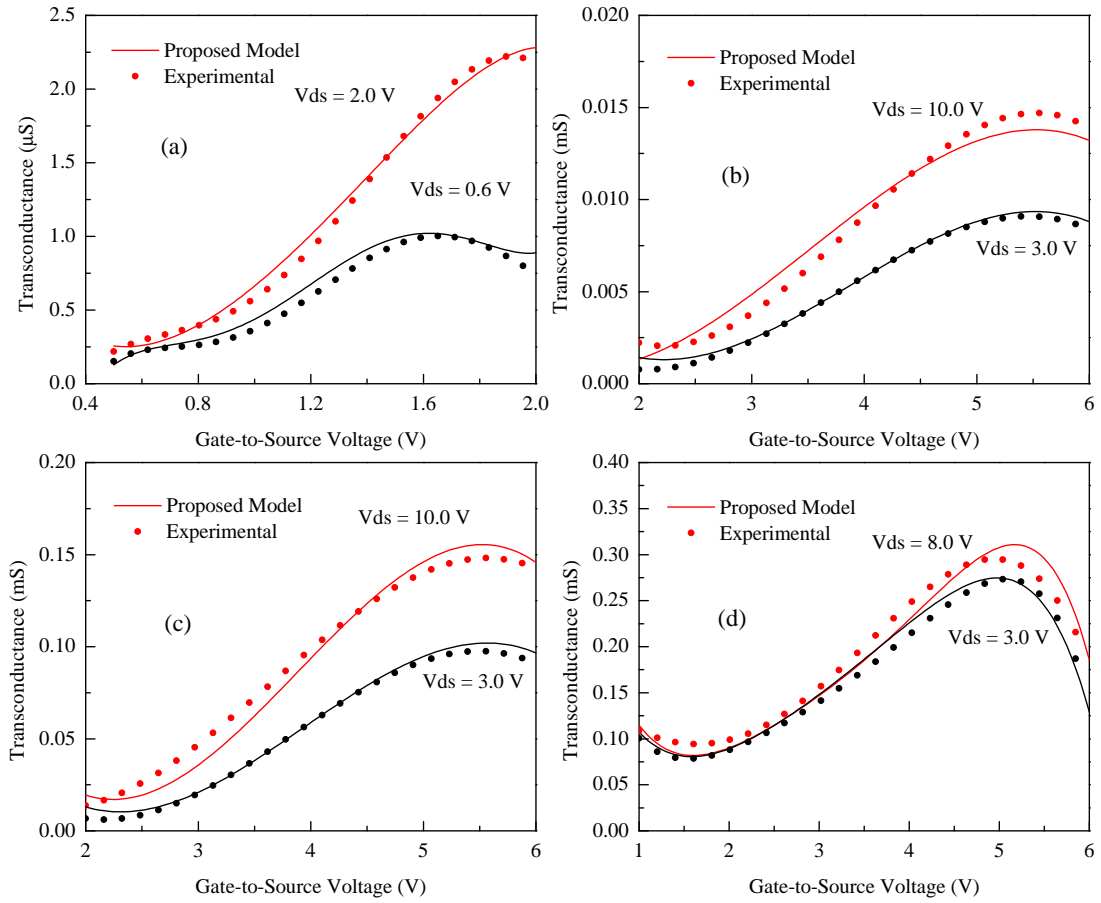 2.5
2.0
1.5
1.0
0.5
0.0
Transconductance (µS)
Proposed Model
Experimental
Vds = 2.0 V
(a)
Vds = 0.6 V
0.4
0.8
1.2
1.6
2.0
Gate-to-Source Voltage (V)
0.020
0.015
0.010
0.005
0.000
Transconductance (mS)
Proposed Model
Experimental
Vds = 10.0 V
(b)
Vds = 3.0 V
2
3
4
5
6
Gate-to-Source Voltage (V)
0.20
0.15
0.10
0.05
0.00
Transconductance (mS)
Proposed Model
Experimental
Vds = 10.0 V
(c)
Vds = 3.0 V
2
3
4
5
6
Gate-to-Source Voltage (V)
0.40
0.30
0.25
0.20
0.15
0.10
0.05
0.00
Transconductance (mS)
Proposed Model
Experimental
Vds = 8.0 V
(d)
Vds = 3.0 V
1
2
3
4
5
6
Gate-to-Source Voltage (V)